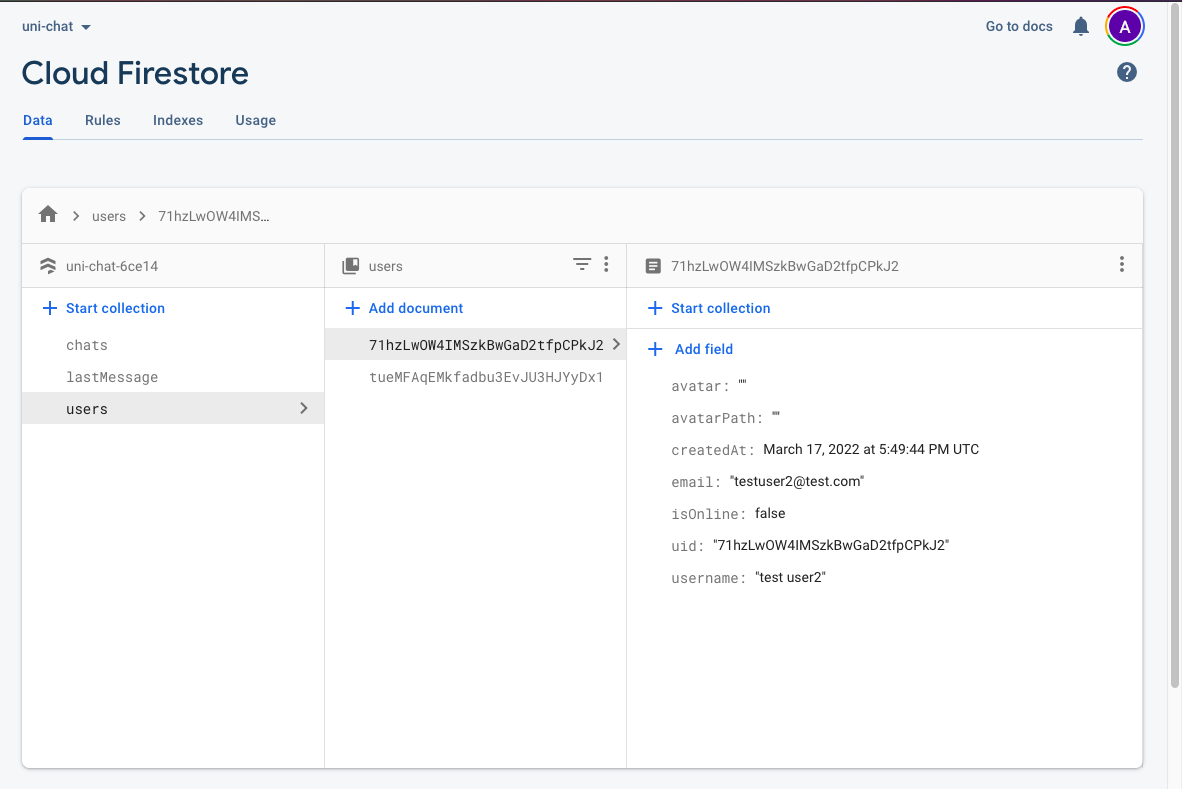 uni-chat
Go to docs
A
Cloud Firestore
?
Data Rules Indexes Usage
users 71hzLwOW4IMS...
uni-chat-6ce14
Start collection
chats
lastMessage
users
users
Add document
71hzLwOW4IMSzkBwGaD2tfpCPkJ2
tueMFAqEMkfadbu3EvJU3HJYyDx1
71hzLwOW4IMSzkBwGaD2tfpCPkJ2
Start collection
Add field
avatar: ""
avatarPath: ""
createdAt: March 17, 2022 at 5:49:44 PM UTC
email: "testuser2@test.com"
isOnline: false
uid: "71hzLwOW4IMSzkBwGaD2tfpCPkJ2"
username: "test user2"